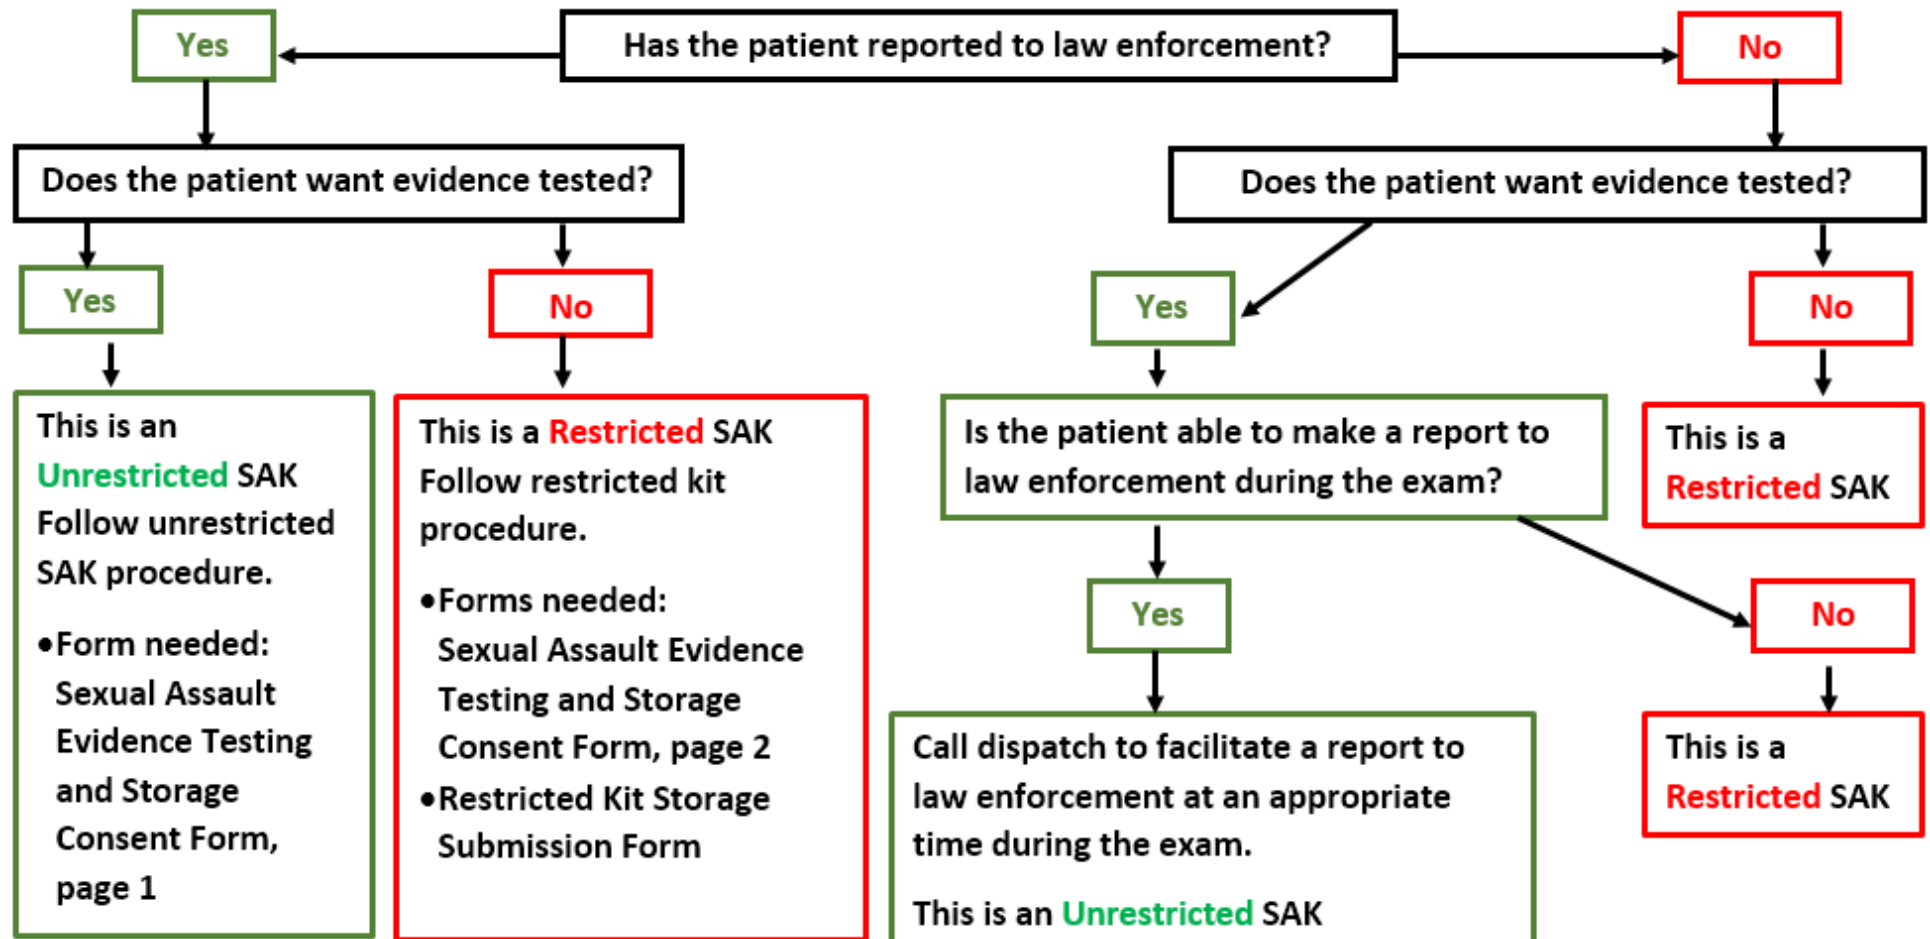 Has the patient reported to law enforcement?
Yes
No
Does the patient want evidence tested?
Does the patient want evidence tested?
Yes
No
Yes
No
This is an
Unrestricted SAK
Follow unrestricted
SAK procedure.
•Form needed:
Sexual Assault
Evidence Testing
and Storage
Consent Form,
page 1
This is a Restricted SAK
Follow restricted kit
procedure.
•Forms needed:
Sexual Assault Evidence
Testing and Storage
Consent Form, page 2
•Restricted Kit Storage
Submission Form
Is the patient able to make a report to
law enforcement during the exam?
This is a
Restricted SAK
Yes
No
Call dispatch to facilitate a report to
law enforcement at an appropriate
time during the exam.
This is an Unrestricted SAK
This is a
Restricted SAK